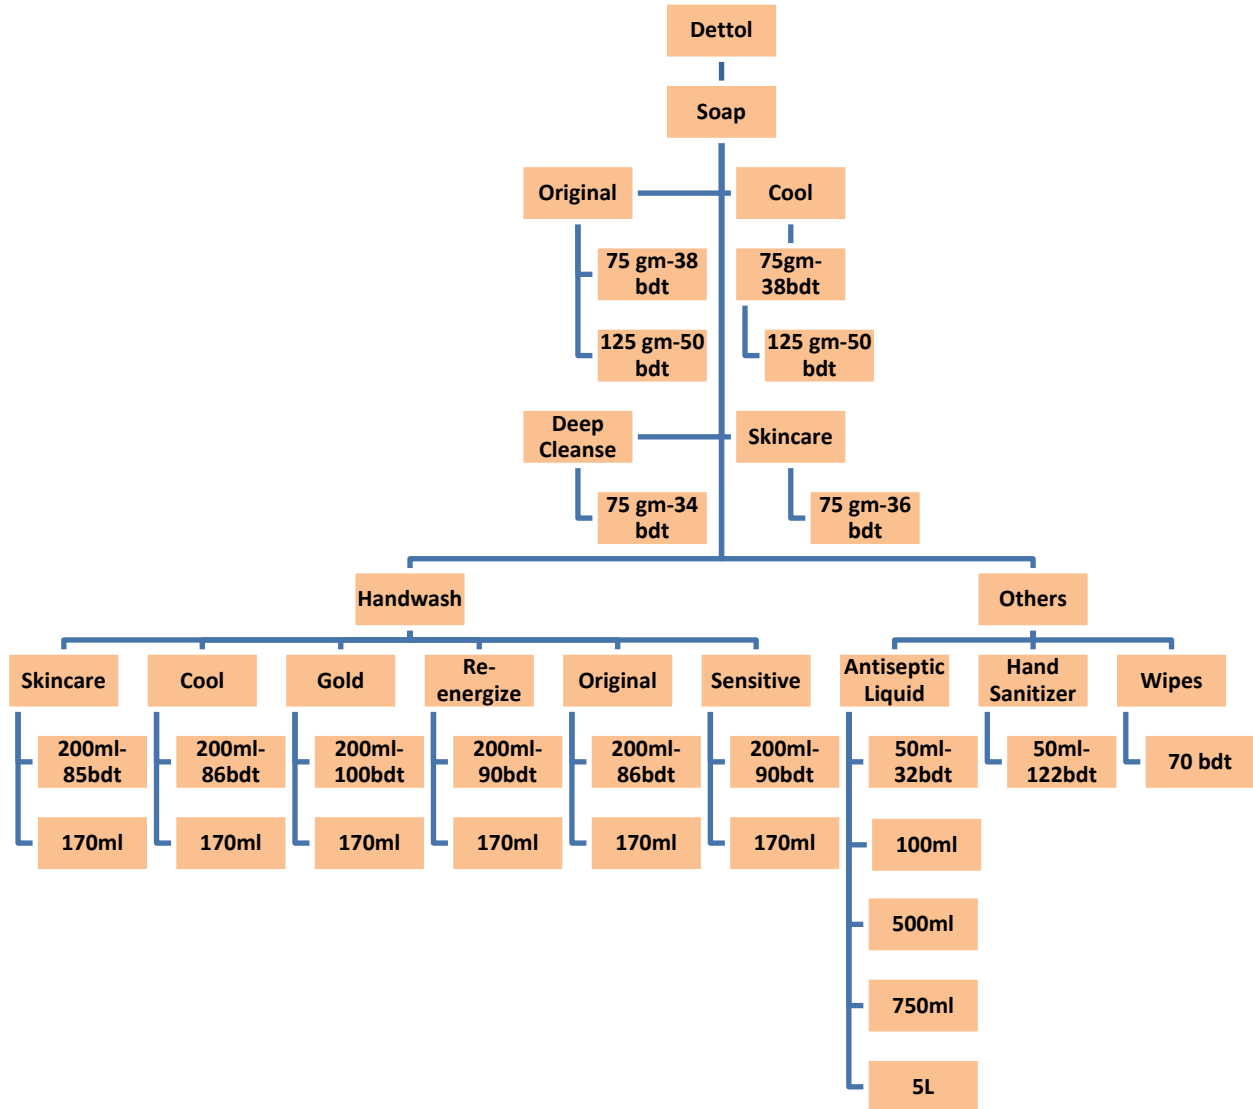 Dettol
Soap
Original
Cool
75 gm-38
bdt
75gm-
38bdt
125 gm-50
bdt
125 gm-50
bdt
Deep
Cleanse
Skincare
75 gm-34
bdt
75 gm-36
bdt
Handwash
Others
Skincare
Cool
Gold
Re-
energize
Original
Sensitive
Antiseptic
Liquid
Hand
Sanitizer
Wipes
200ml-
85bdt
200ml-
86bdt
200ml-
100bdt
200ml-
90bdt
200ml-
86bdt
200ml-
90bdt
50ml-
32bdt
50ml-
122bdt
70 bdt
170ml
170ml
170ml
170ml
170ml
170ml
100ml
500ml
750ml
5L